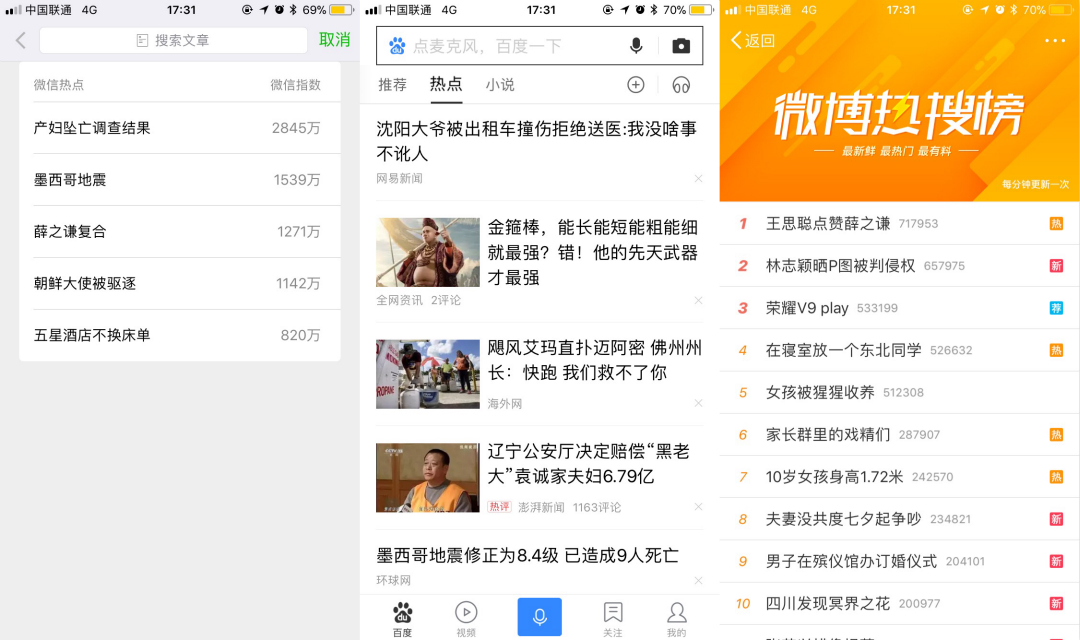 中国联通 4G 17:31 69%
搜索文章 取消
微信热点 微信指数
产妇坠亡调查结果 2845万
墨西哥地震 1539万
薛之谦复合 1271万
朝鲜大使被驱逐 1142万
五星酒店不换床单 820万
中国联通 4G 17:31 70%
点麦克风，百度一下
推荐 热点 小说
沈阳大爷被出租车撞伤拒绝送医:我没啥事
不讹人
网易新闻
金箍棒，能长能短能粗能细
就最强？错！他的先天武器
才最强
全网资讯 2评论
飓风艾玛直扑迈阿密 佛州州
长：快跑 我们救不了你
海外网
辽宁公安厅决定赔偿“黑老
大”袁诚家夫妇6.79亿
热评 澎湃新闻 1163评论
墨西哥地震修正为8.4级 已造成9人死亡
环球网
百度 视频 关注 我的
中国联通 4G 17:31 70%
返回
微博热搜榜
最新鲜 最热门 最有料
每分钟更新一次
1 王思聪点赞薛之谦 717953 热
2 林志颖晒P图被判侵权 657975 新
3 荣耀V9 play 533199 荐
4 在寝室放一个东北同学 526632 热
5 女孩被猩猩收养 512308
6 家长群里的戏精们 287907 热
7 10岁女孩身高1.72米 242570 热
8 夫妻没共度七夕起争吵 234821 新
9 男子在殡仪馆办订婚仪式 204101 新
10 四川发现冥界之花 200977 新